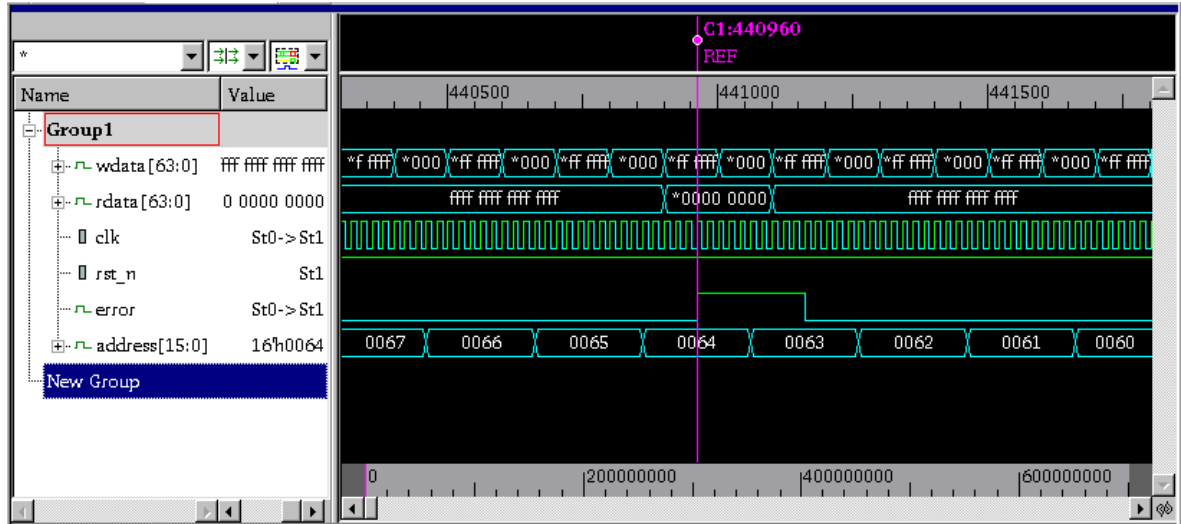 C1:440960
REF
*
Name Value
440500 441000 441500
Group1
wdata[63:0] fff ffff ffff ffff
*f ffff *000 *ff ffff *000 *ff ffff *000 *ff ffff *000 *ff ffff *000 *ff ffff *000 *ff ffff *000 *ff ffff
rdata[63:0] 0 0000 0000
ffff ffff ffff ffff *0000 0000 ffff ffff ffff ffff
clk St0->St1
rst_n St1
error St0->St1
address[15:0] 16'h0064
0067 0066 0065 0064 0063 0062 0061 0060
New Group
0 200000000 400000000 600000000